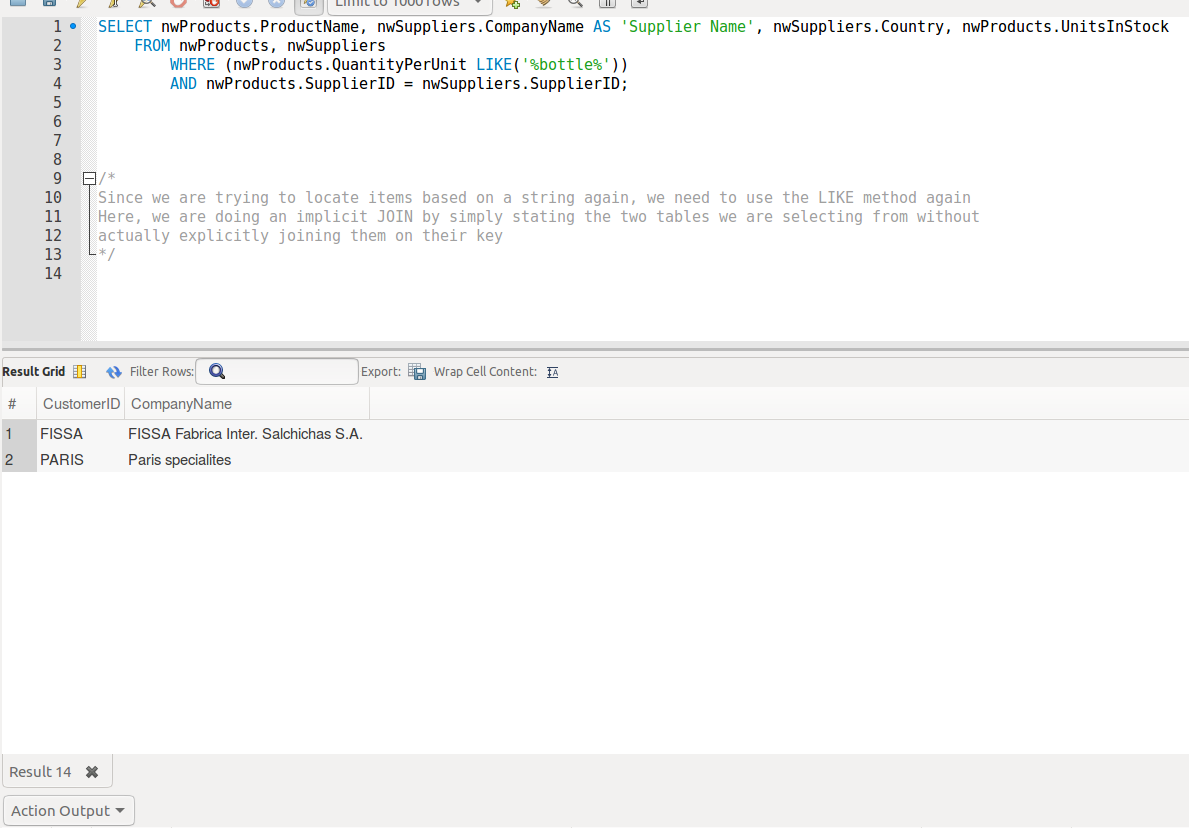 Limit to 1000 rows
1 SELECT nwProducts.ProductName, nwSuppliers.CompanyName AS 'Supplier Name', nwSuppliers.Country, nwProducts.UnitsInStock
2 FROM nwProducts, nwSuppliers
3 WHERE (nwProducts.QuantityPerUnit LIKE('%bottle%'))
4 AND nwProducts.SupplierID = nwSuppliers.SupplierID;
5
6
7
8
9 /*
10 Since we are trying to locate items based on a string again, we need to use the LIKE method again
11 Here, we are doing an implicit JOIN by simply stating the two tables we are selecting from without
12 actually explicitly joining them on their key
13 */
14
Result Grid Filter Rows: Export: Wrap Cell Content:
# CustomerID CompanyName
1 FISSA FISSA Fabrica Inter. Salchichas S.A.
2 PARIS Paris specialites
Result 14
Action Output